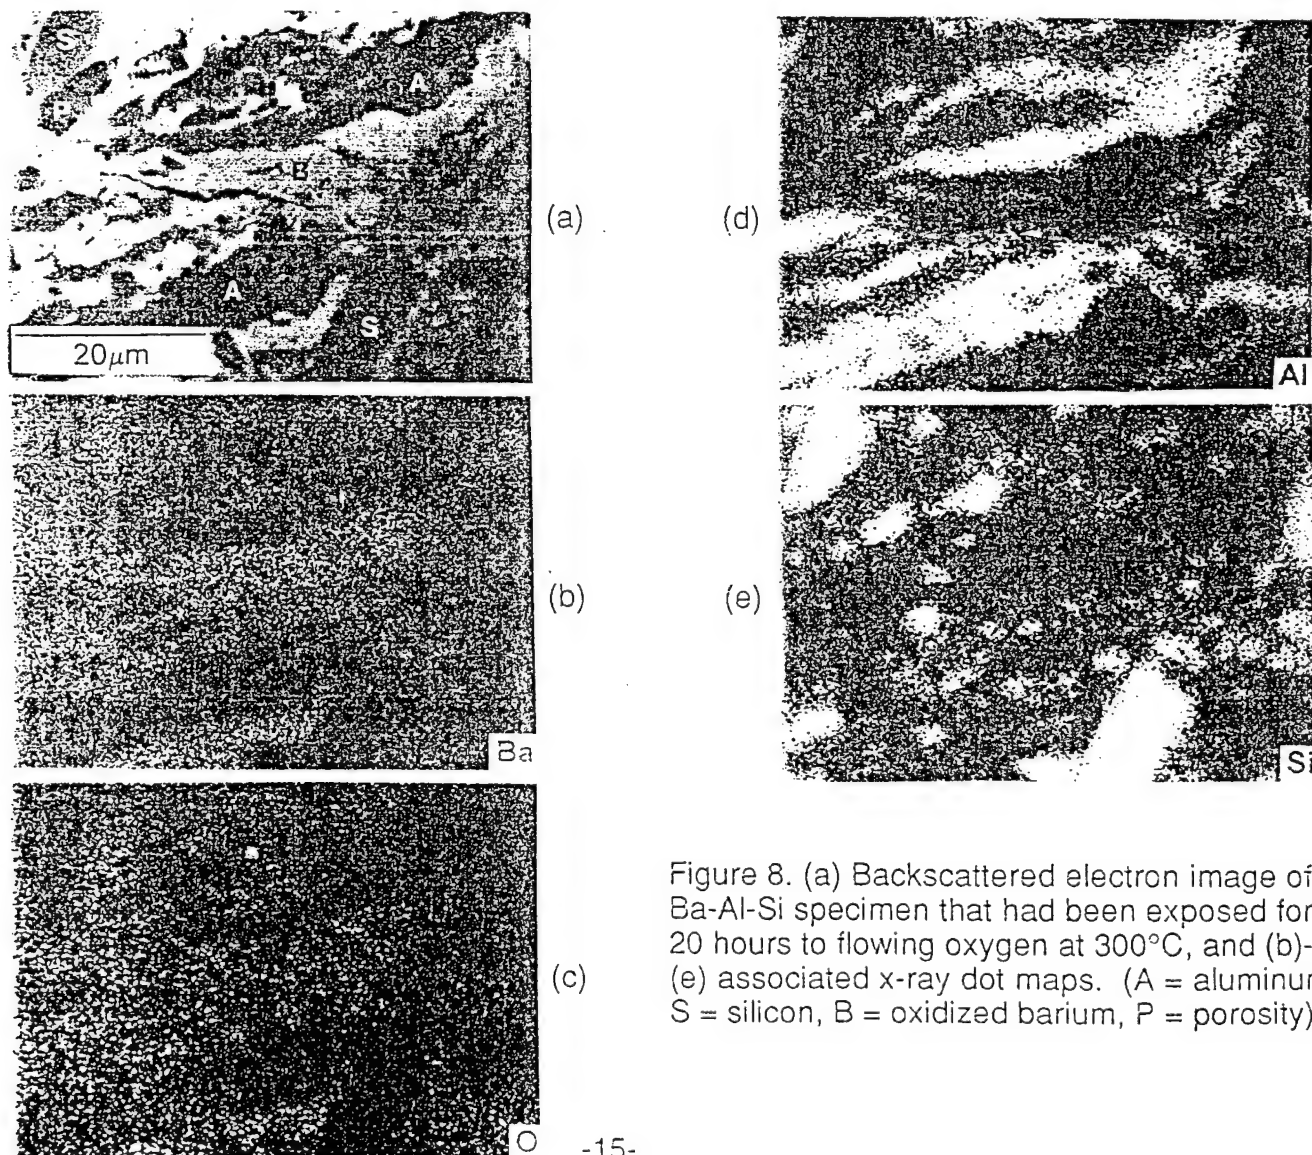 S
A
P
B
A
S
20μm
(a)
(d)
Al
(b)
Ba
(e)
Si
(c)
O
Figure 8. (a) Backscattered electron image of
Ba-Al-Si specimen that had been exposed for
20 hours to flowing oxygen at 300°C, and (b)-
(e) associated x-ray dot maps. (A = aluminur
S = silicon, B = oxidized barium, P = porosity)
-15-